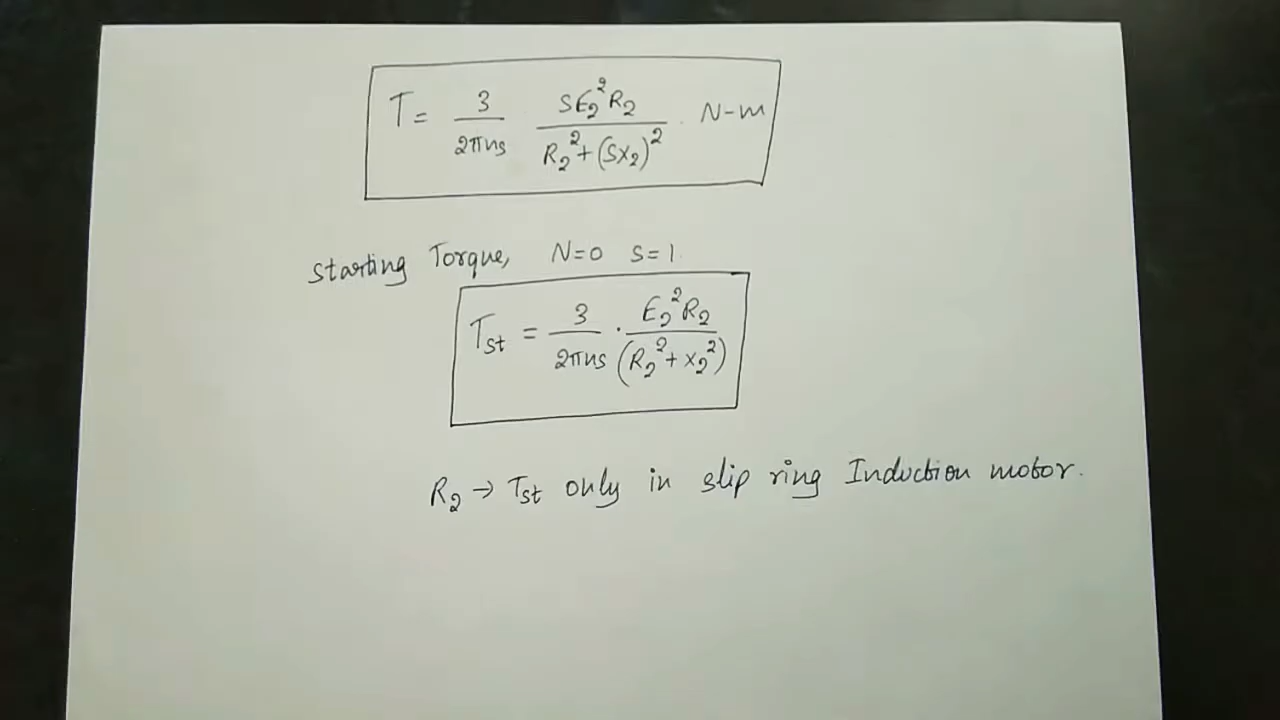 T = 3/2πns SE₂²R₂/R₂²+(SX₂)² . N-m
starting Torque, N=0 S=1.
Tst = 3/2πns · E₂²R₂/(R₂²+X₂²)
R₂ → Tst only in slip ring Induction motor.